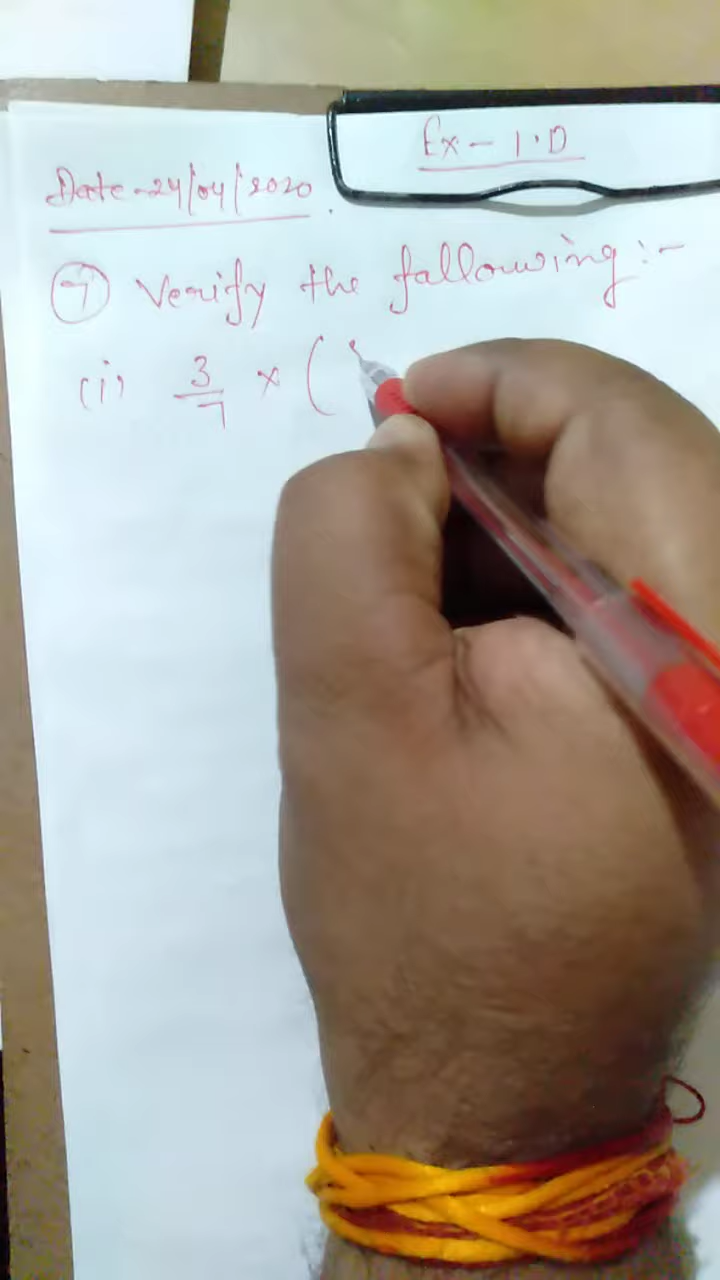 Ex - 1.D
Date - 24/04/2020.
7 Verify the fallowing :-
(i) 3/7 × (